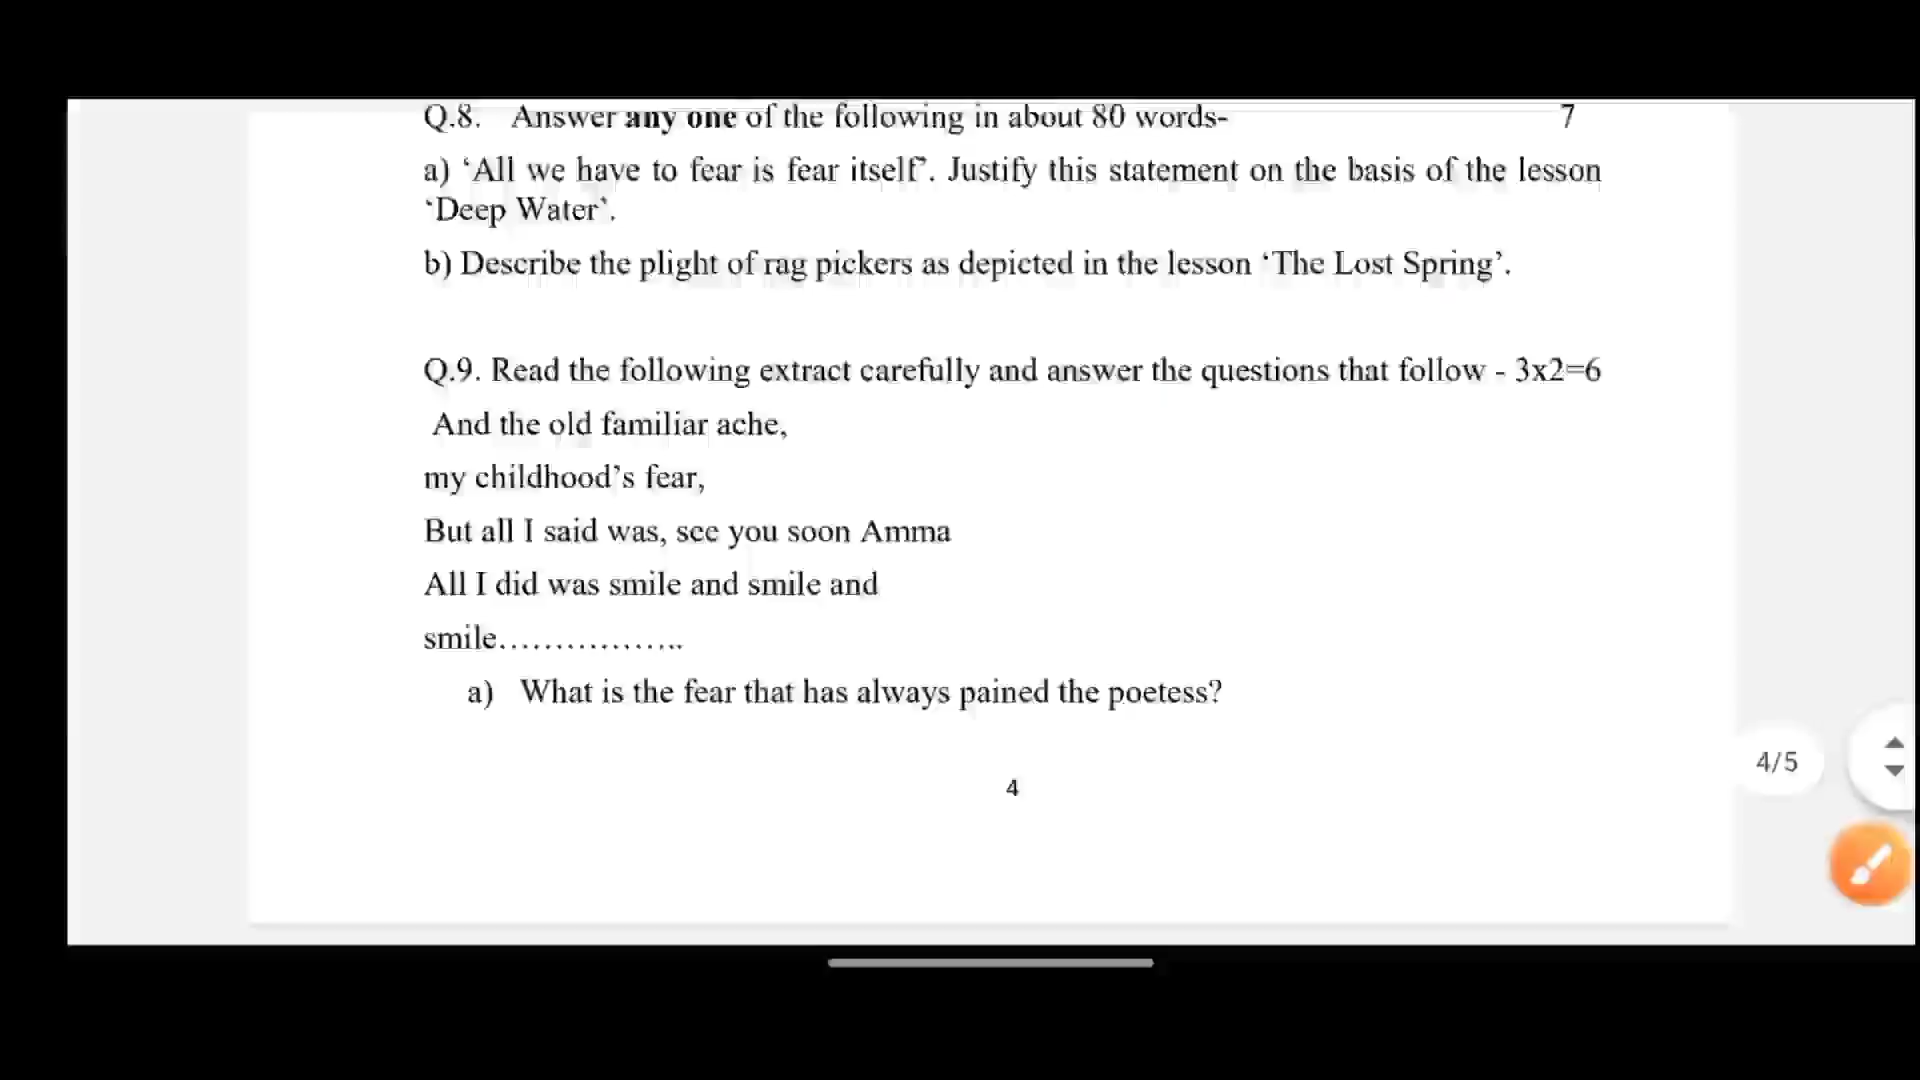 Q.8. Answer any one of the following in about 80 words- 7
a) ‘All we have to fear is fear itself’. Justify this statement on the basis of the lesson
‘Deep Water’.
b) Describe the plight of rag pickers as depicted in the lesson ‘The Lost Spring’.
Q.9. Read the following extract carefully and answer the questions that follow - 3x2=6
And the old familiar ache,
my childhood’s fear,
But all I said was, see you soon Amma
All I did was smile and smile and
smile……………..
a) What is the fear that has always pained the poetess?
4/5
4